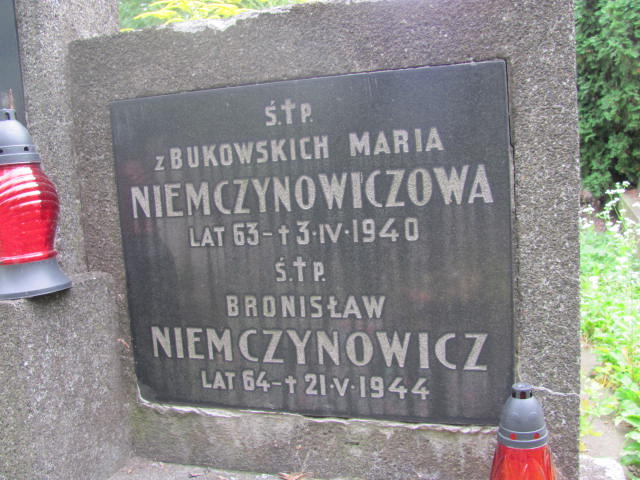 Ś.†P.
z BUKOWSKICH MARIA
NIEMCZYNOWICZOWA
LAT 63-†3·IV·1940
Ś.†P.
BRONISŁAW
NIEMCZYNOWICZ
LAT 64-†21·V·1944